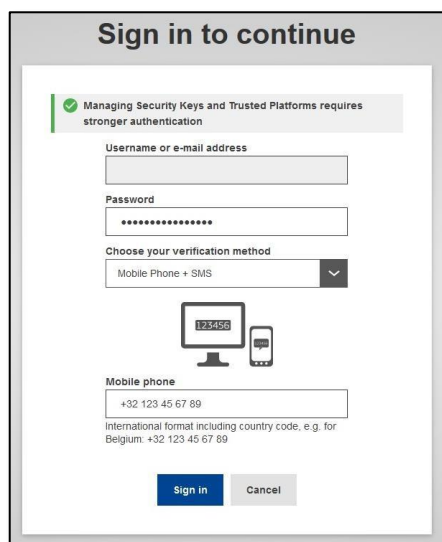 Sign in to continue
Managing Security Keys and Trusted Platforms requires
stronger authentication
Username or e-mail address
Password
••••••••••••••••
Choose your verification method
Mobile Phone + SMS
123456
Mobile phone
+32 123 45 67 89
International format including country code, e.g. for
Belgium: +32 123 45 67 89
Sign in Cancel